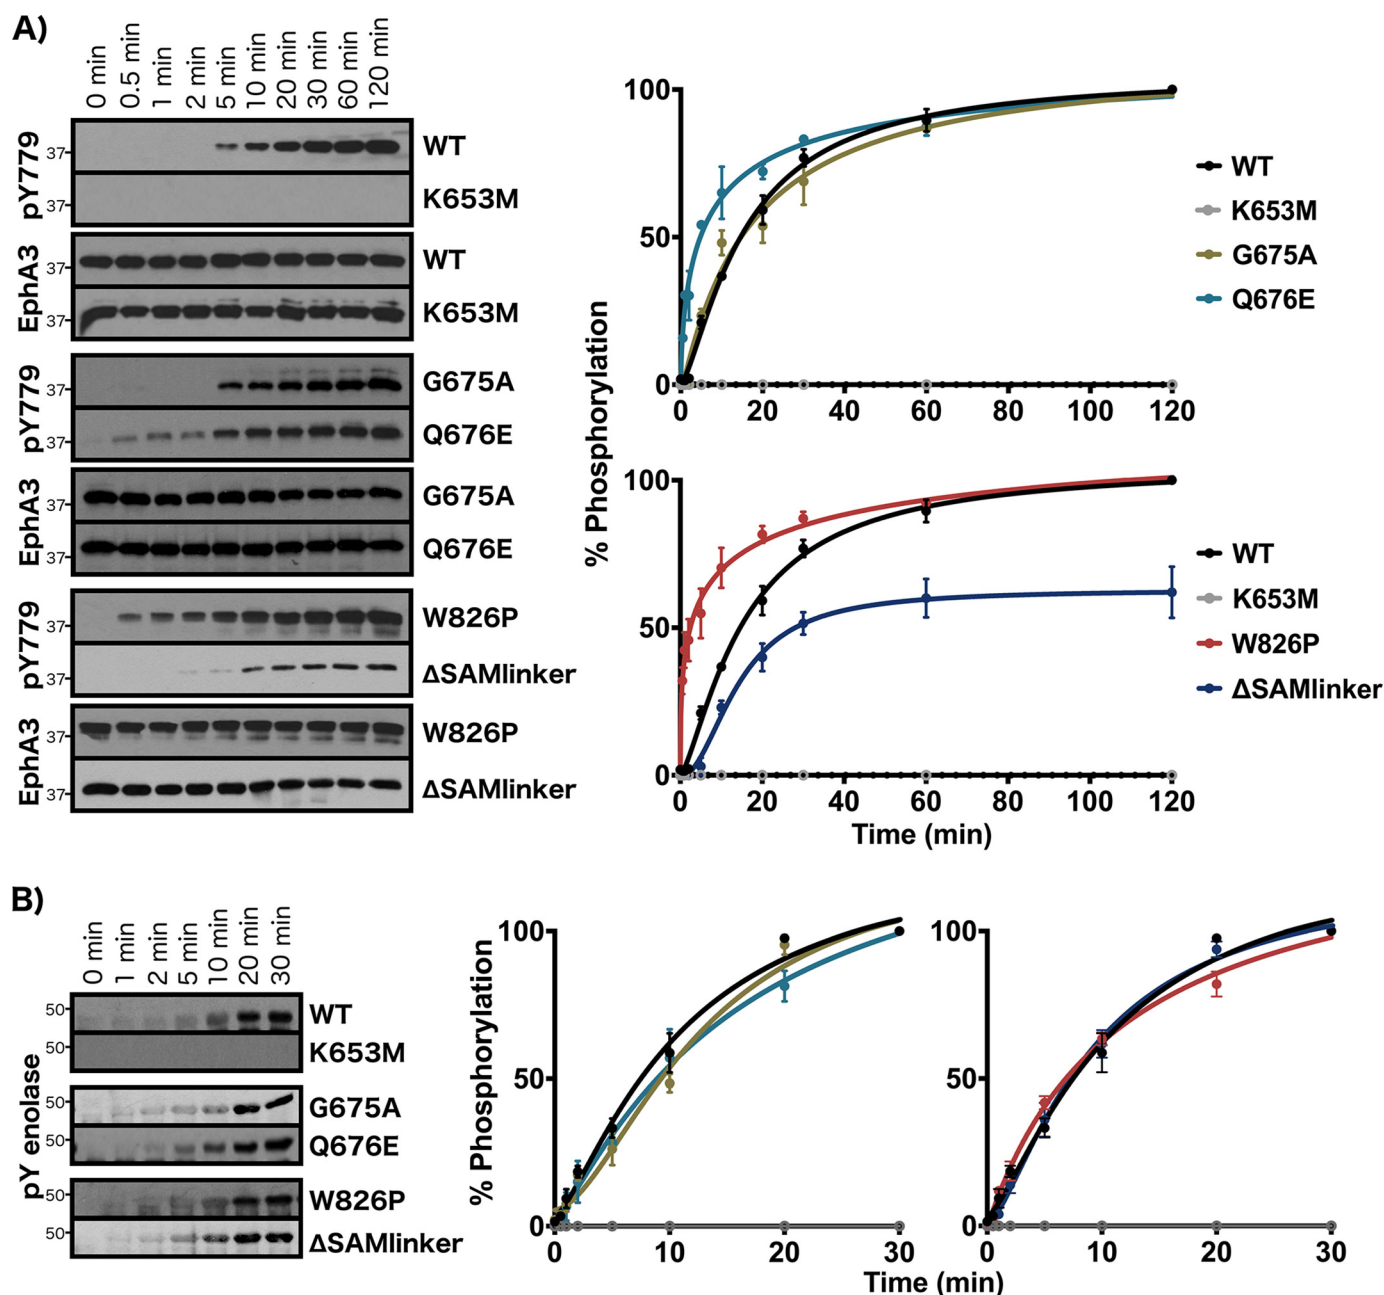 A)
0 min
0.5 min
1 min
2 min
5 min
10 min
20 min
30 min
60 min
120 min
pY779
37-
WT
37-
K653M
EphA3
37-
WT
37-
K653M
pY779
37-
G675A
37-
Q676E
EphA3
37-
G675A
37-
Q676E
pY779
37-
W826P
37-
ΔSAMlinker
EphA3
37-
W826P
37-
ΔSAMlinker
% Phosphorylation
100
50
0
0 20 40 60 80 100 120
WT
K653M
G675A
Q676E
100
50
0
0 20 40 60 80 100 120
Time (min)
WT
K653M
W826P
ΔSAMlinker
B)
0 min
1 min
2 min
5 min
10 min
20 min
30 min
pY enolase
50-
WT
50-
K653M
50-
G675A
50-
Q676E
50-
W826P
50-
ΔSAMlinker
% Phosphorylation
100
50
0
0 10 20 30
100
50
0
0 10 20 30
Time (min)